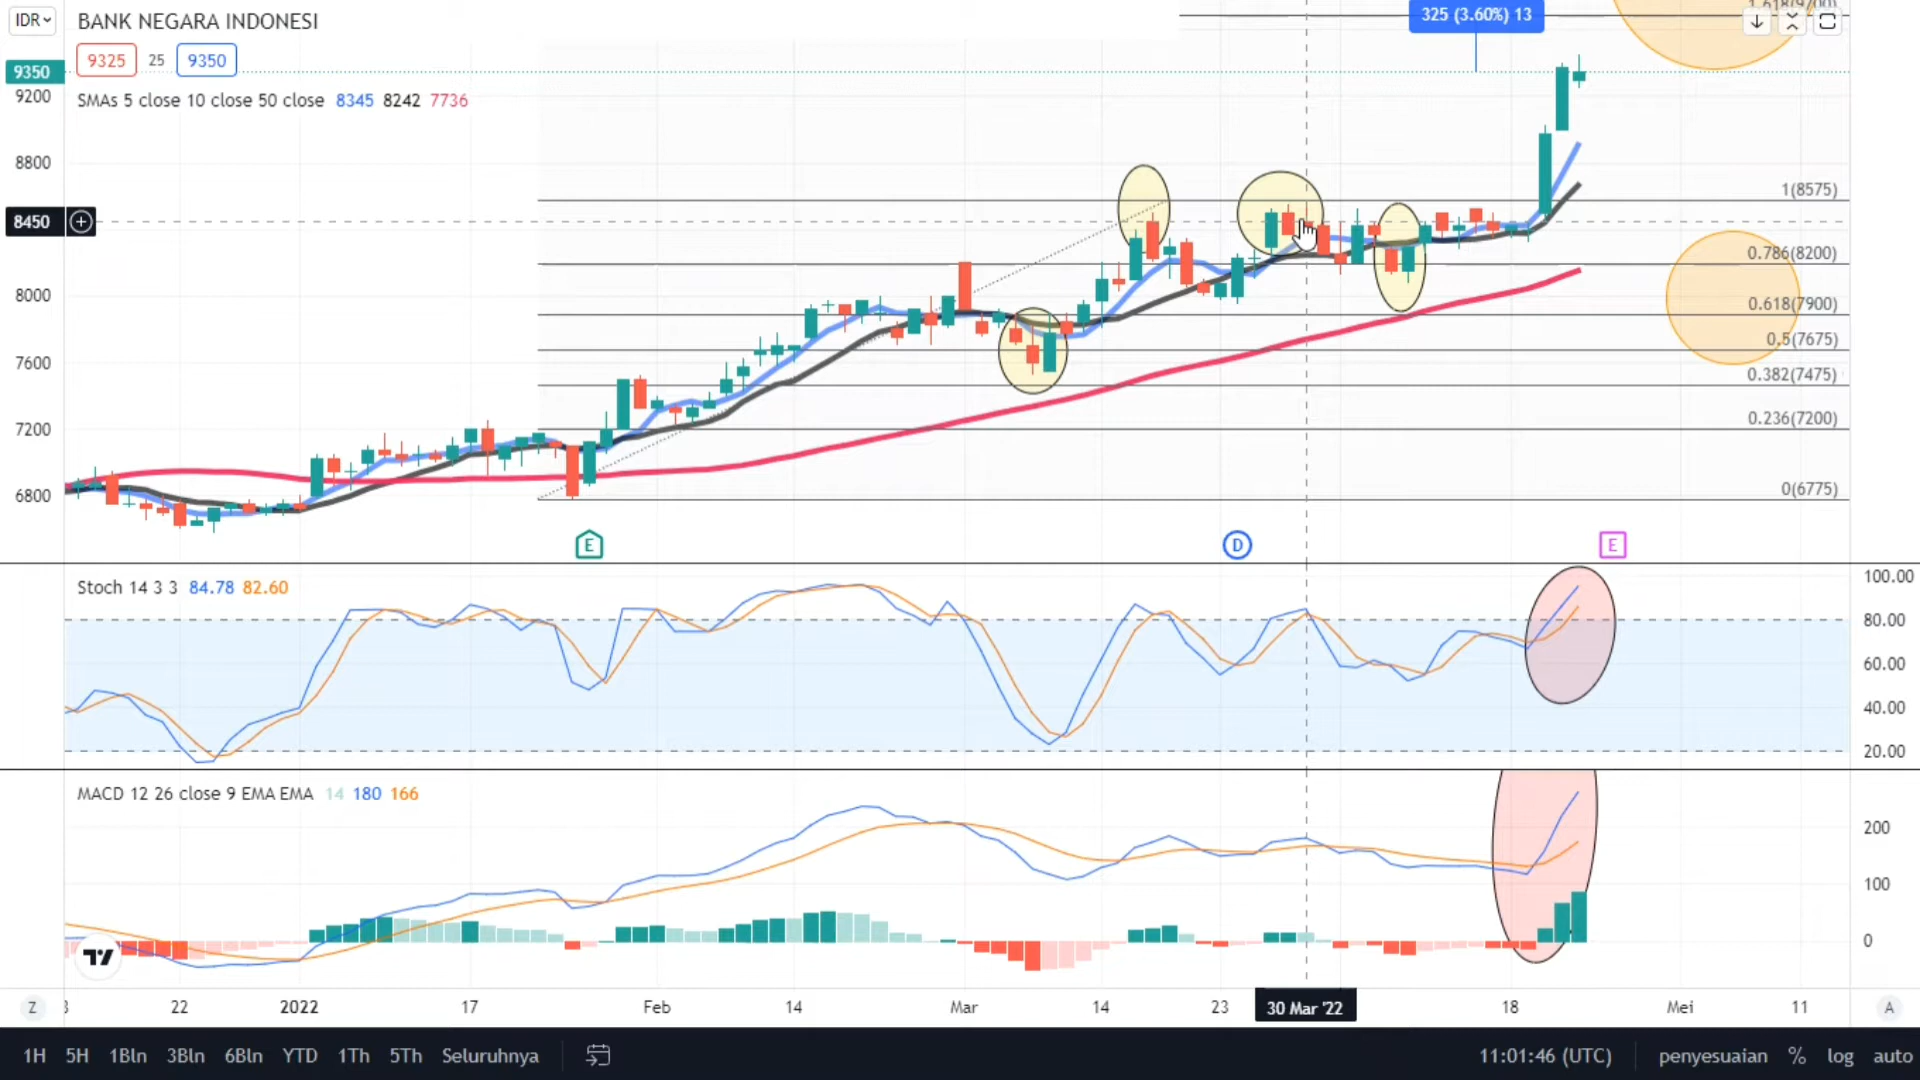 IDR
BANK NEGARA INDONESI
325 (3.60%) 13
1.618(9700)
9325 25 9350
9350
9200
SMAs 5 close 10 close 50 close 8345 8242 7736
8800
1(8575)
8450
0.786(8200)
8000
0.618(7900)
0.5(7675)
7600
0.382(7475)
0.236(7200)
7200
0(6775)
6800
E D E
Stoch 14 3 3 84.78 82.60
100.00
80.00
60.00
40.00
20.00
MACD 12 26 close 9 EMA EMA 14 180 166
200
100
0
Z 22 2022 17 Feb 14 Mar 14 23 30 Mar '22 18 Mei 11 A
1H 5H 1Bln 3Bln 6Bln YTD 1Th 5Th Seluruhnya 11:01:46 (UTC) penyesuaian % log auto